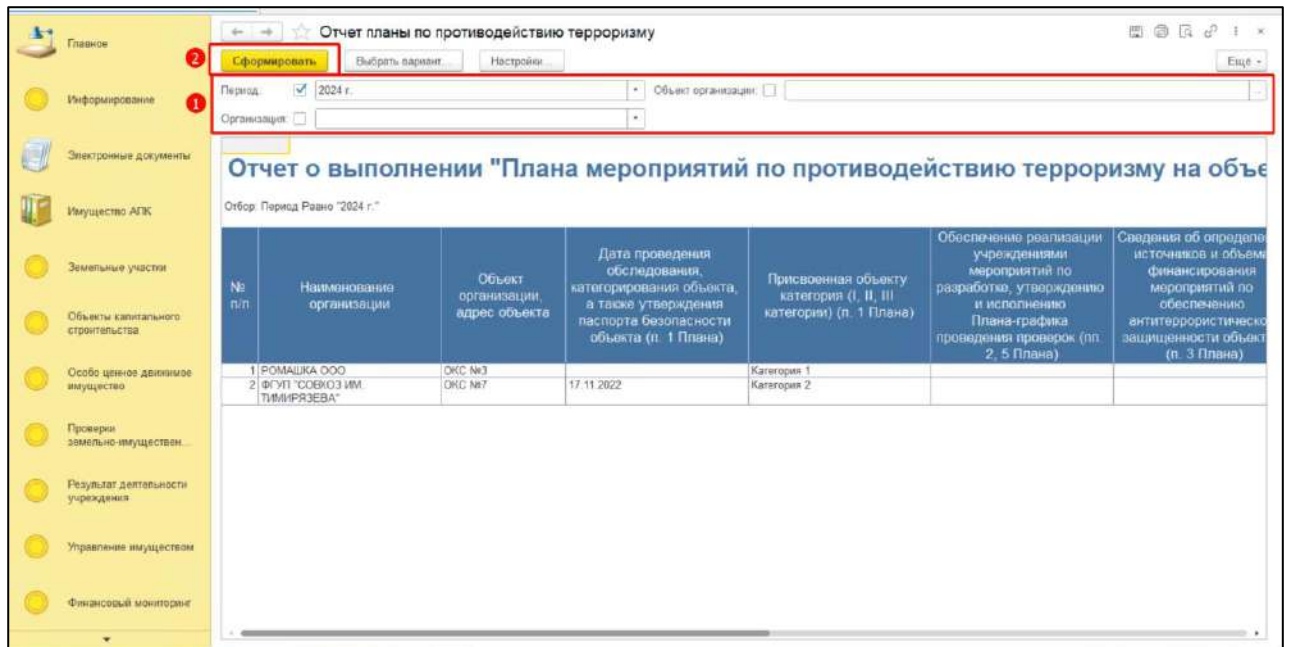 Главное
Информирование
Электронные документы
Имущество АПК
Земельные участки
Объекты капитального
строительства
Особо ценное движимое
имущество
Проверки
земельно-имуществен...
Результат деятельности
учреждения
Управление имуществом
Финансовый мониторинг
Отчет планы по противодействию терроризму
2
Сформировать
Выбрать вариант...
Настройки...
Еще
1
Период:
2024 г.
Объект организации:
Организация:
Отчет о выполнении "Плана мероприятий по противодействию терроризму на объе
Отбор: Период Равно "2024 г."
№
п/п
Наименование
организации
Объект
организации,
адрес объекта
Дата проведения
обследования,
категорирования объекта,
а также утверждения
паспорта безопасности
объекта (п. 1 Плана)
Присвоенная объекту
категория (I, II, III
категории) (п. 1 Плана)
Обеспечение реализации
учреждениями
мероприятий по
разработке, утверждению
и исполнению
Плана-графика
проведения проверок (пп.
2, 5 Плана)
Сведения об определе
источников и объема
финансирования
мероприятий по
обеспечению
антитеррористическо
защищенности объект
(п. 3 Плана)
1 РОМАШКА ООО ОКС №3 Категория 1
2 ФГУП "СОВХОЗ ИМ. ОКС №7 17.11.2022 Категория 2
ТИМИРЯЗЕВА"